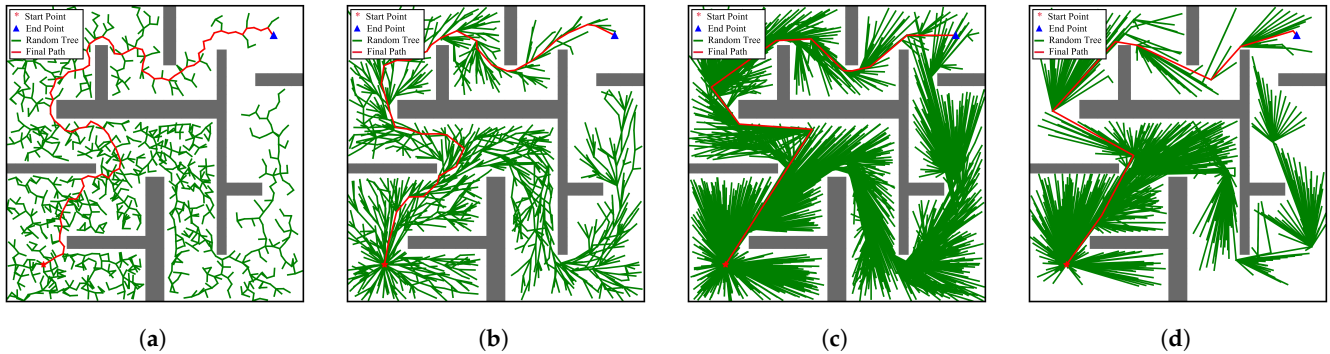 Start Point
End Point
Random Tree
Final Path
Start Point
End Point
Random Tree
Final Path
Start Point
End Point
Random Tree
Final Path
Start Point
End Point
Random Tree
Final Path
(a)
(b)
(c)
(d)